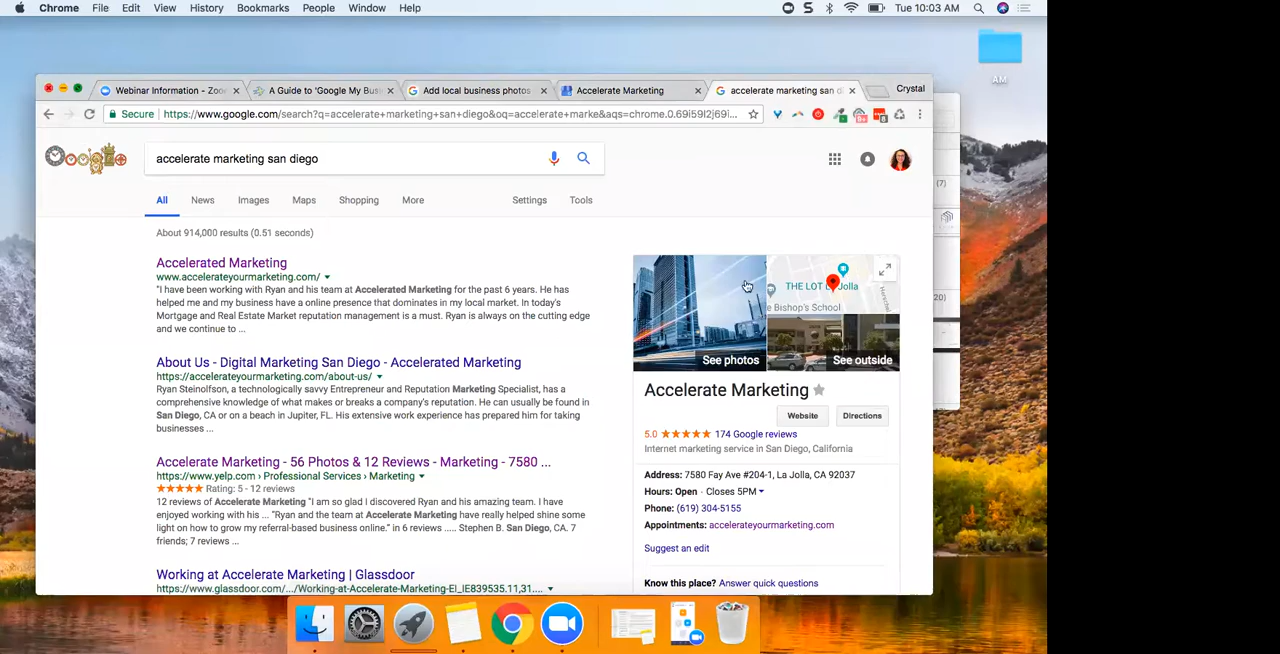 Chrome File Edit View History Bookmarks People Window Help
Tue 10:03 AM
AM
Webinar Information - Zoo
A Guide to 'Google My Bus
Add local business photos
Accelerate Marketing
accelerate marketing san di
Crystal
Secure
https://www.google.com/search?q=accelerate+marketing+san+diego&oq=accelerate+marke&aqs=chrome.0.69i59l2j69i...
accelerate marketing san diego
All News Images Maps Shopping More Settings Tools
About 914,000 results (0.51 seconds)
Accelerated Marketing
www.accelerateyourmarketing.com/
"I have been working with Ryan and his team at Accelerated Marketing for the past 6 years. He has
helped me and my business have a online presence that dominates in my local market. In today's
Mortgage and Real Estate Market reputation management is a must. Ryan is always on the cutting edge
and we continue to ...
About Us - Digital Marketing San Diego - Accelerated Marketing
https://accelerateyourmarketing.com/about-us/
Ryan Steinolfson, a technologically savvy Entrepreneur and Reputation Marketing Specialist, has a
comprehensive knowledge of what makes or breaks a company's reputation. He can usually be found in
San Diego, CA or on a beach in Jupiter, FL. His extensive work experience has prepared him for taking
businesses ...
Accelerate Marketing - 56 Photos & 12 Reviews - Marketing - 7580 ...
https://www.yelp.com › Professional Services › Marketing
Rating: 5 - 12 reviews
12 reviews of Accelerate Marketing "I am so glad I discovered Ryan and his amazing team. I have
enjoyed working with his ... "Ryan and the team at Accelerate Marketing have really helped shine some
light on how to grow my referral-based business online." in 6 reviews ..... Stephen B. San Diego, CA. 7
friends; 7 reviews ...
Working at Accelerate Marketing | Glassdoor
https://www.glassdoor.com/.../Working-at-Accelerate-Marketing-EI_IE839535.11,31....
THE LOT La Jolla
e Bishop's School
See photos
See outside
Accelerate Marketing
Website
Directions
5.0 174 Google reviews
Internet marketing service in San Diego, California
Address: 7580 Fay Ave #204-1, La Jolla, CA 92037
Hours: Open · Closes 5PM
Phone: (619) 304-5155
Appointments: accelerateyourmarketing.com
Suggest an edit
Know this place? Answer quick questions
(7)
20)